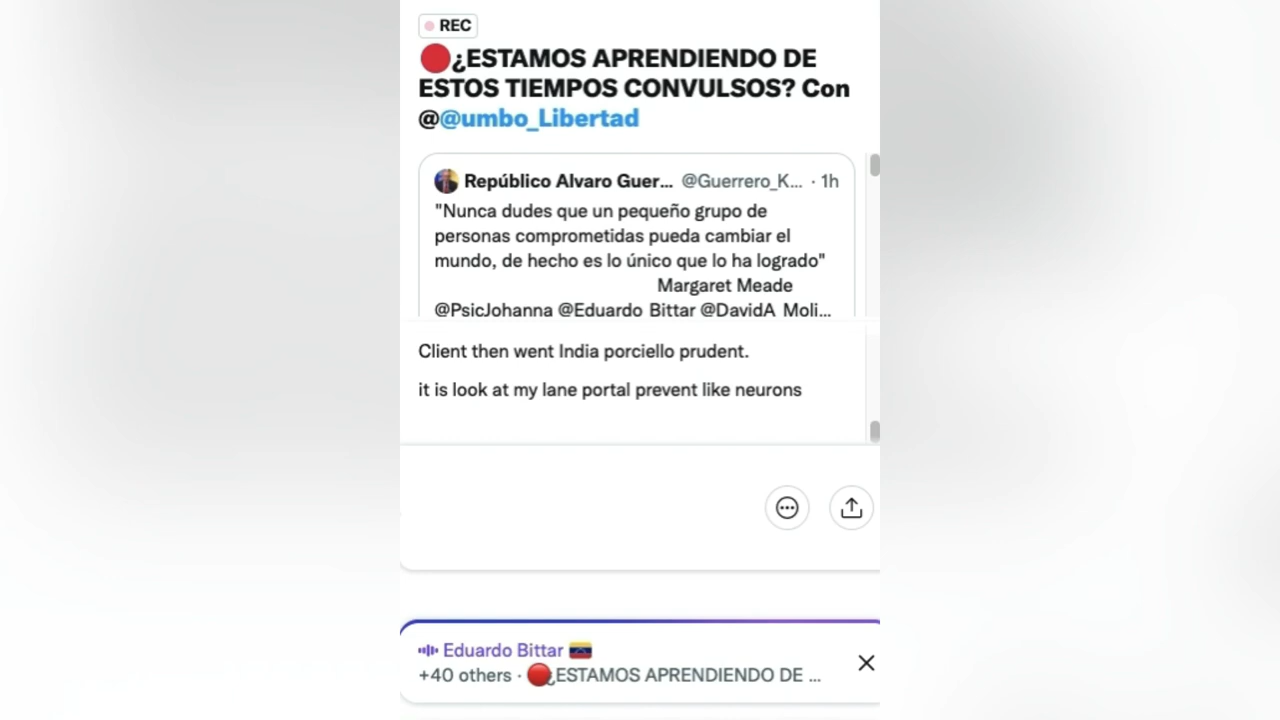 REC
🔴¿ESTAMOS APRENDIENDO DE
ESTOS TIEMPOS CONVULSOS? Con
@@umbo_Libertad
Repúblico Alvaro Guer... @Guerrero_K... · 1h
"Nunca dudes que un pequeño grupo de
personas comprometidas pueda cambiar el
mundo, de hecho es lo único que lo ha logrado"
Margaret Meade
@PsicJohanna @Eduardo_Bittar @DavidA_Moli...
Client then went India porciello prudent.
it is look at my lane portal prevent like neurons
Eduardo Bittar 🇻🇪
+40 others · 🔴¿ESTAMOS APRENDIENDO DE ...